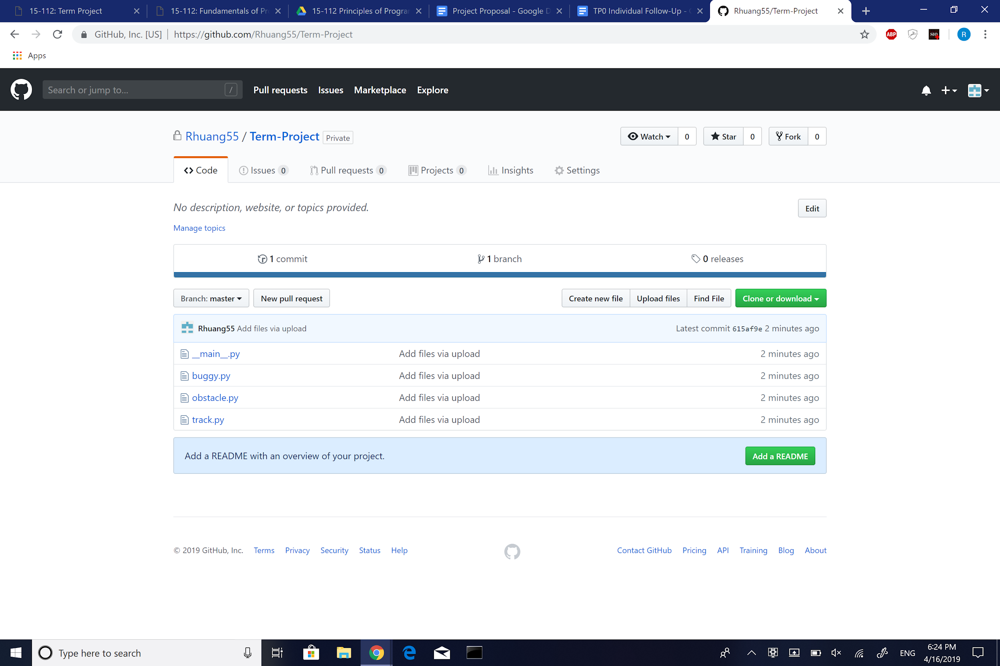 15-112: Term Project
15-112: Fundamentals of Pr
15-112 Principles of Progra
Project Proposal - Google D
TP0 Individual Follow-Up -
Rhuang55/Term-Project
GitHub, Inc. [US] | https://github.com/Rhuang55/Term-Project
ABP
SIO
R
Apps
Search or jump to...
/
Pull requests
Issues
Marketplace
Explore
Rhuang55 / Term-Project
Private
Watch
0
Star
0
Fork
0
Code
Issues 0
Pull requests 0
Projects 0
Insights
Settings
No description, website, or topics provided.
Edit
Manage topics
1 commit
1 branch
0 releases
Branch: master
New pull request
Create new file
Upload files
Find File
Clone or download
Rhuang55 Add files via upload
Latest commit 615af9e 2 minutes ago
__main__.py
Add files via upload
2 minutes ago
buggy.py
Add files via upload
2 minutes ago
obstacle.py
Add files via upload
2 minutes ago
track.py
Add files via upload
2 minutes ago
Add a README with an overview of your project.
Add a README
© 2019 GitHub, Inc.
Terms
Privacy
Security
Status
Help
Contact GitHub
Pricing
API
Training
Blog
About
Type here to search
ENG
6:24 PM
4/16/2019